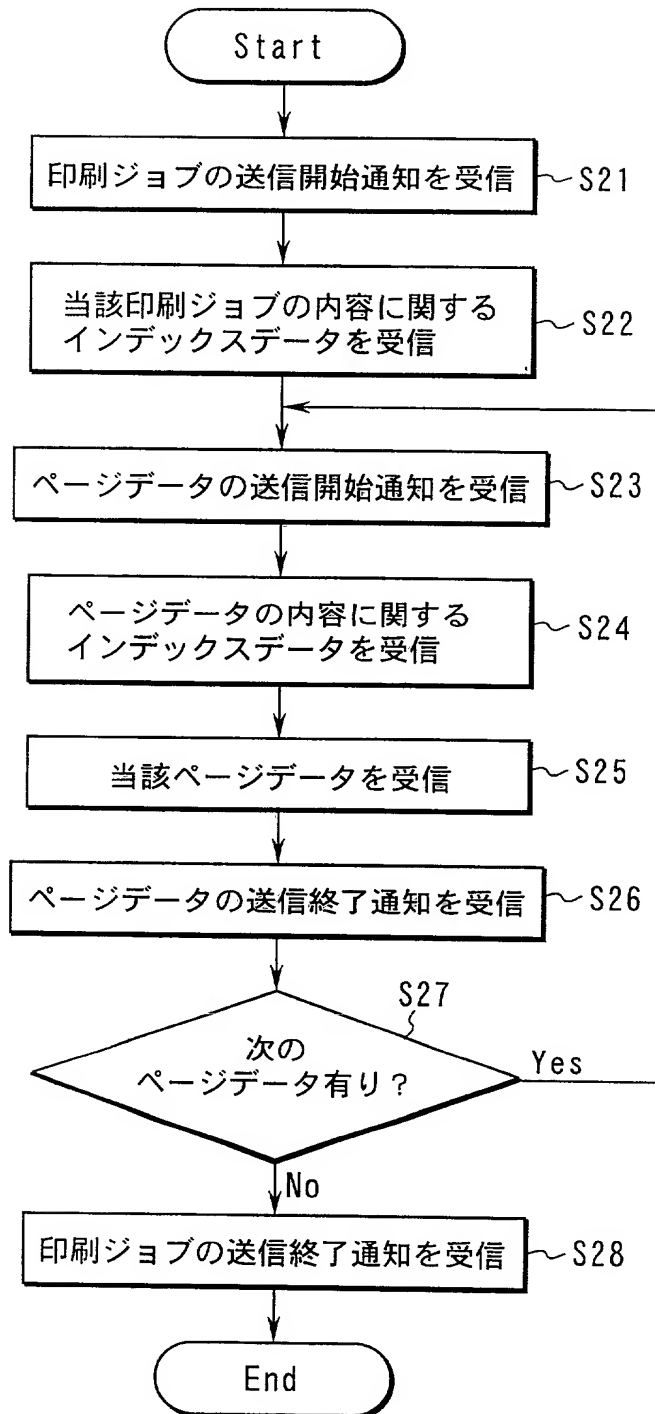 Start
印刷ジョブの送信開始通知を受信
S21
当該印刷ジョブの内容に関する
インデックスデータを受信
S22
ページデータの送信開始通知を受信
S23
ページデータの内容に関する
インデックスデータを受信
S24
当該ページデータを受信
S25
ページデータの送信終了通知を受信
S26
S27
次の
ページデータ有り?
Yes
No
印刷ジョブの送信終了通知を受信
S28
End